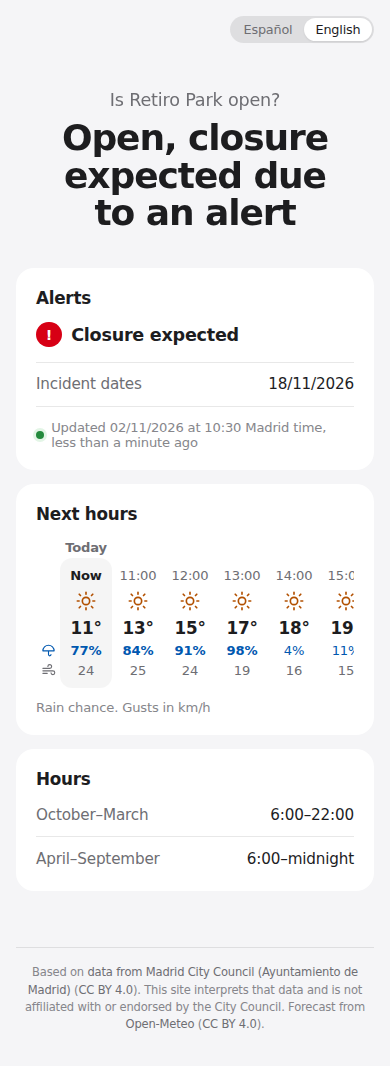 Español English
Is Retiro Park open?
Open, closure
expected due
to an alert
Alerts
! Closure expected
Incident dates 18/11/2026
Updated 02/11/2026 at 10:30 Madrid time,
less than a minute ago
Next hours
Today
Now 11:00 12:00 13:00 14:00 15:0
11° 13° 15° 17° 18° 19
77% 84% 91% 98% 4% 11%
24 25 24 19 16 15
Rain chance. Gusts in km/h
Hours
October–March 6:00–22:00
April–September 6:00–midnight
Based on data from Madrid City Council (Ayuntamiento de
Madrid) (CC BY 4.0). This site interprets that data and is not
affiliated with or endorsed by the City Council. Forecast from
Open-Meteo (CC BY 4.0).